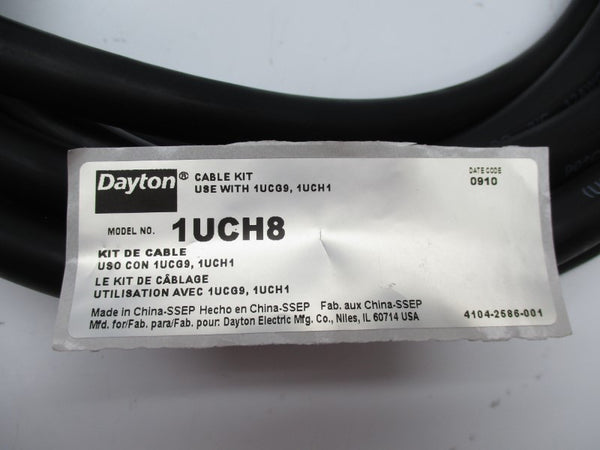 Dayton® CABLE KIT
USE WITH 1UCG9, 1UCH1
DATE CODE
0910
MODEL NO. 1UCH8
KIT DE CABLE
USO CON 1UCG9, 1UCH1
LE KIT DE CÂBLAGE
UTILISATION AVEC 1UCG9, 1UCH1
Made in China-SSEP Hecho en China-SSEP Fab. aux China-SSEP
Mfd. for/Fab. para/Fab. pour: Dayton Electric Mfg. Co., Niles, IL 60714 USA
4104-2586-001